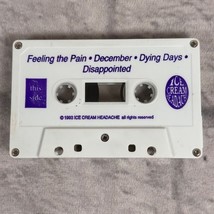 Feeling the Pain • December • Dying Days •
Disappointed
this
side
ICE
CREAM
HEADACHE
© 1993 ICE CREAM HEADACHE all rights reserved